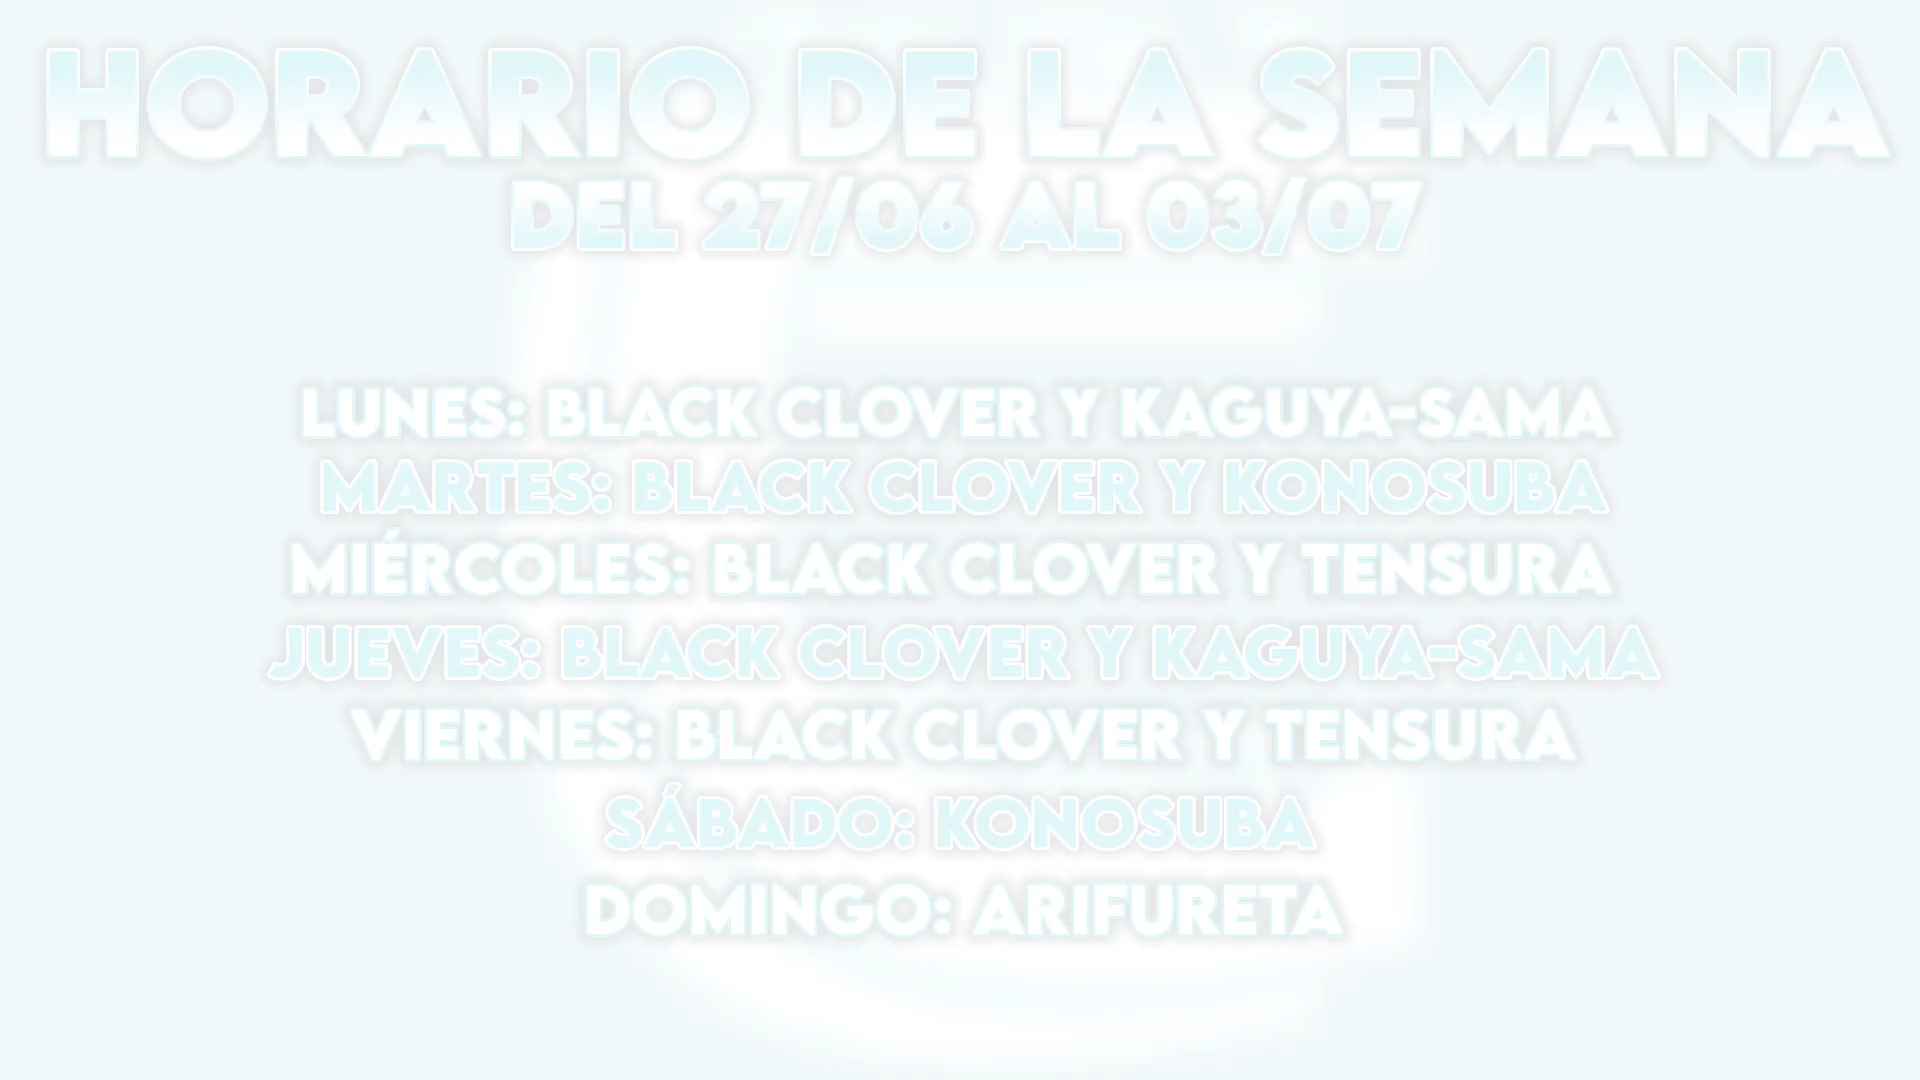 HORARIO DE LA SEMANA
DEL 27/06 AL 03/07
LUNES: BLACK CLOVER Y KAGUYA-SAMA
MARTES: BLACK CLOVER Y KONOSUBA
MIÉRCOLES: BLACK CLOVER Y TENSURA
JUEVES: BLACK CLOVER Y KAGUYA-SAMA
VIERNES: BLACK CLOVER Y TENSURA
SÁBADO: KONOSUBA
DOMINGO: ARIFURETA